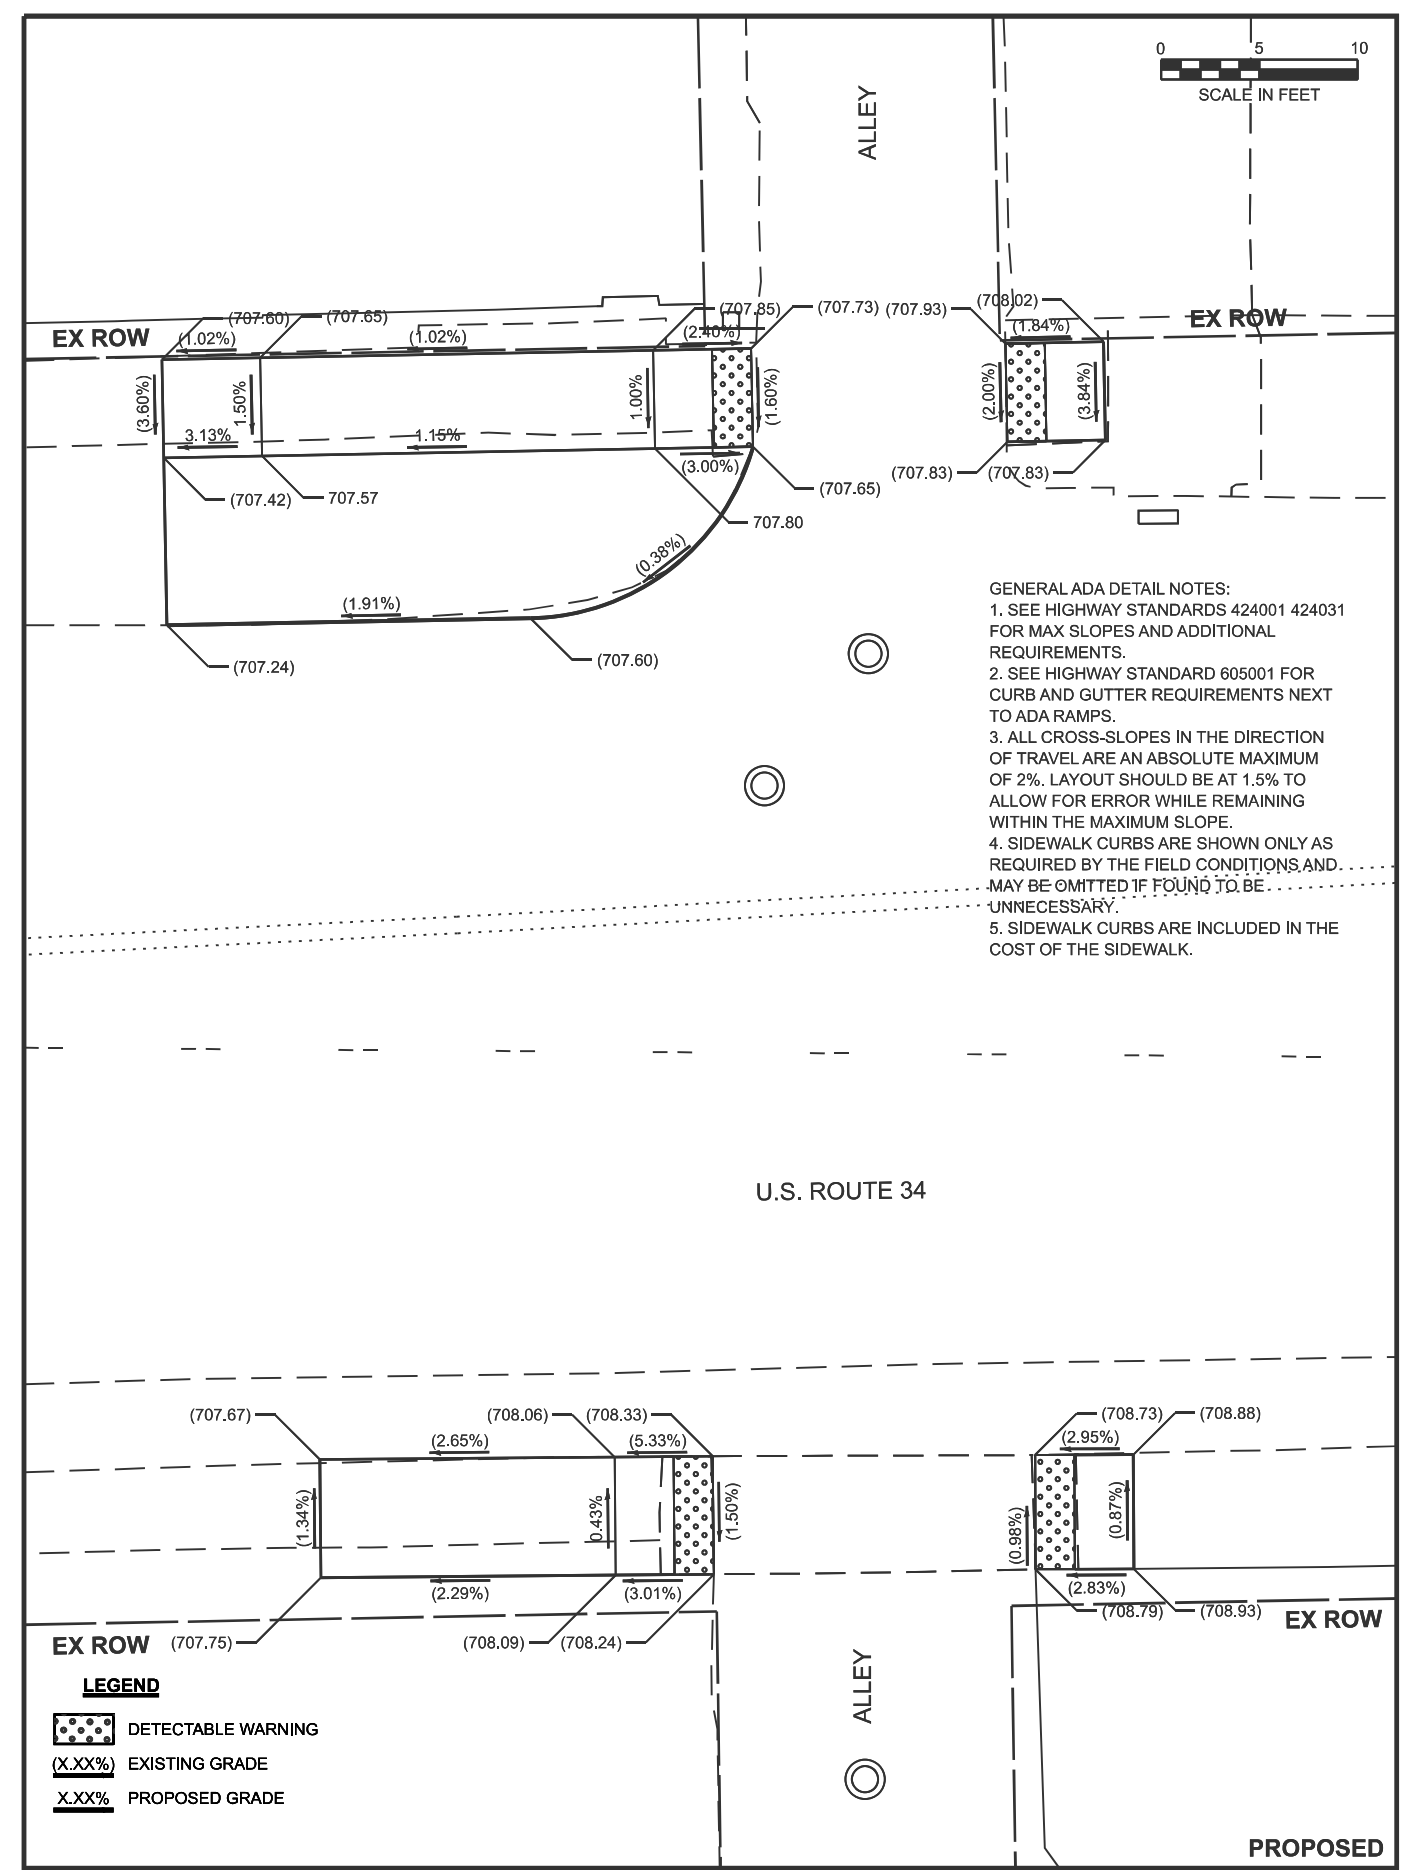 0 5 10
SCALE IN FEET
ALLEY
(707.60) (707.65) (707.85) (707.73) (707.93) (708.02)
EX ROW (1.02%) (1.02%) (2.40%) (1.84%) EX ROW
(3.60%) 1.50% 1.00% (1.60%) (2.00%) (3.84%)
3.13% 1.15% (3.00%)
(707.42) 707.57 707.80 (707.65) (707.83) (707.83)
(0.38%)
(1.91%)
(707.24) (707.60)
GENERAL ADA DETAIL NOTES:
1. SEE HIGHWAY STANDARDS 424001 424031
FOR MAX SLOPES AND ADDITIONAL
REQUIREMENTS.
2. SEE HIGHWAY STANDARD 605001 FOR
CURB AND GUTTER REQUIREMENTS NEXT
TO ADA RAMPS.
3. ALL CROSS-SLOPES IN THE DIRECTION
OF TRAVEL ARE AN ABSOLUTE MAXIMUM
OF 2%. LAYOUT SHOULD BE AT 1.5% TO
ALLOW FOR ERROR WHILE REMAINING
WITHIN THE MAXIMUM SLOPE.
4. SIDEWALK CURBS ARE SHOWN ONLY AS
REQUIRED BY THE FIELD CONDITIONS AND
MAY BE OMITTED IF FOUND TO BE
UNNECESSARY.
5. SIDEWALK CURBS ARE INCLUDED IN THE
COST OF THE SIDEWALK.
U.S. ROUTE 34
(707.67) (708.06) (708.33) (708.73) (708.88)
(2.65%) (5.33%) (2.95%)
(1.34%) 0.43% (1.50%) (0.98%) (0.87%)
(2.29%) (3.01%) (2.83%)
(708.79) (708.93) EX ROW
EX ROW (707.75) (708.09) (708.24)
ALLEY
LEGEND
DETECTABLE WARNING
(X.XX%) EXISTING GRADE
X.XX% PROPOSED GRADE
PROPOSED